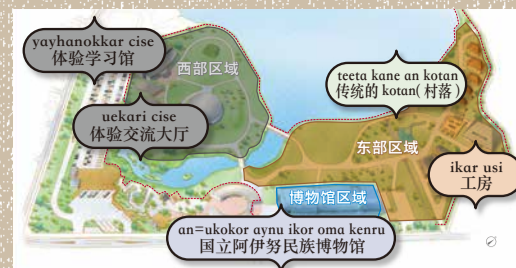 yayhanokkar cise
体验学习馆
西部区域
uekari cise
体验交流大厅
teeta kane an kotan
传统的 kotan(村落)
东部区域
ikar usi
工房
博物馆区域
an=ukokor aynu ikor oma kenru
国立阿伊努民族博物馆